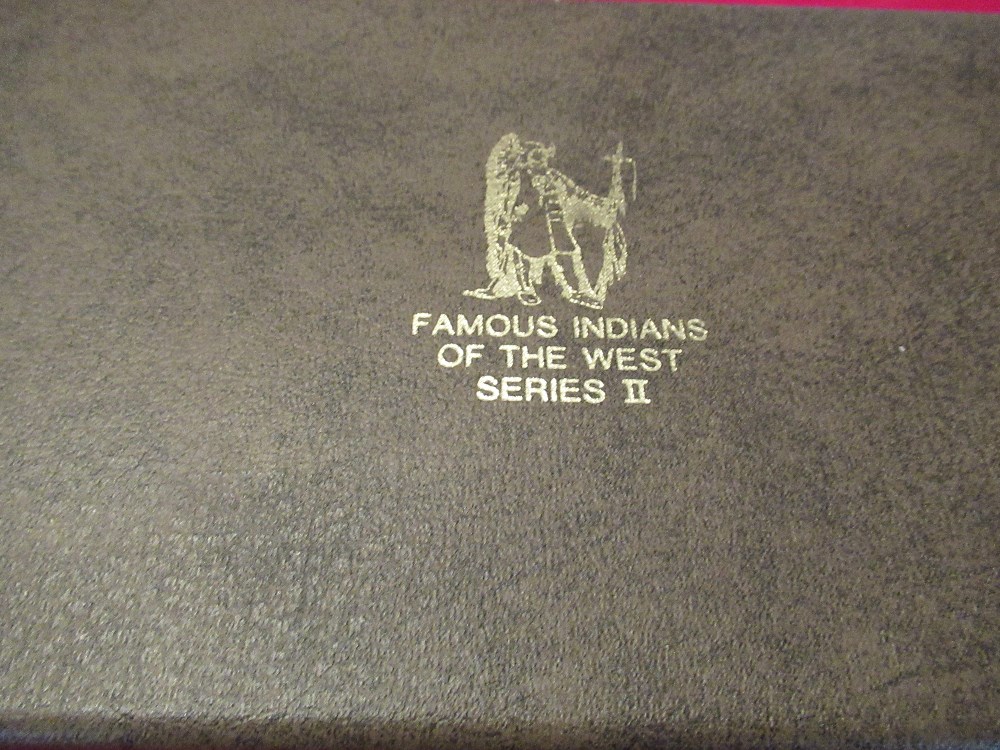 FAMOUS INDIANS
OF THE WEST
SERIES II